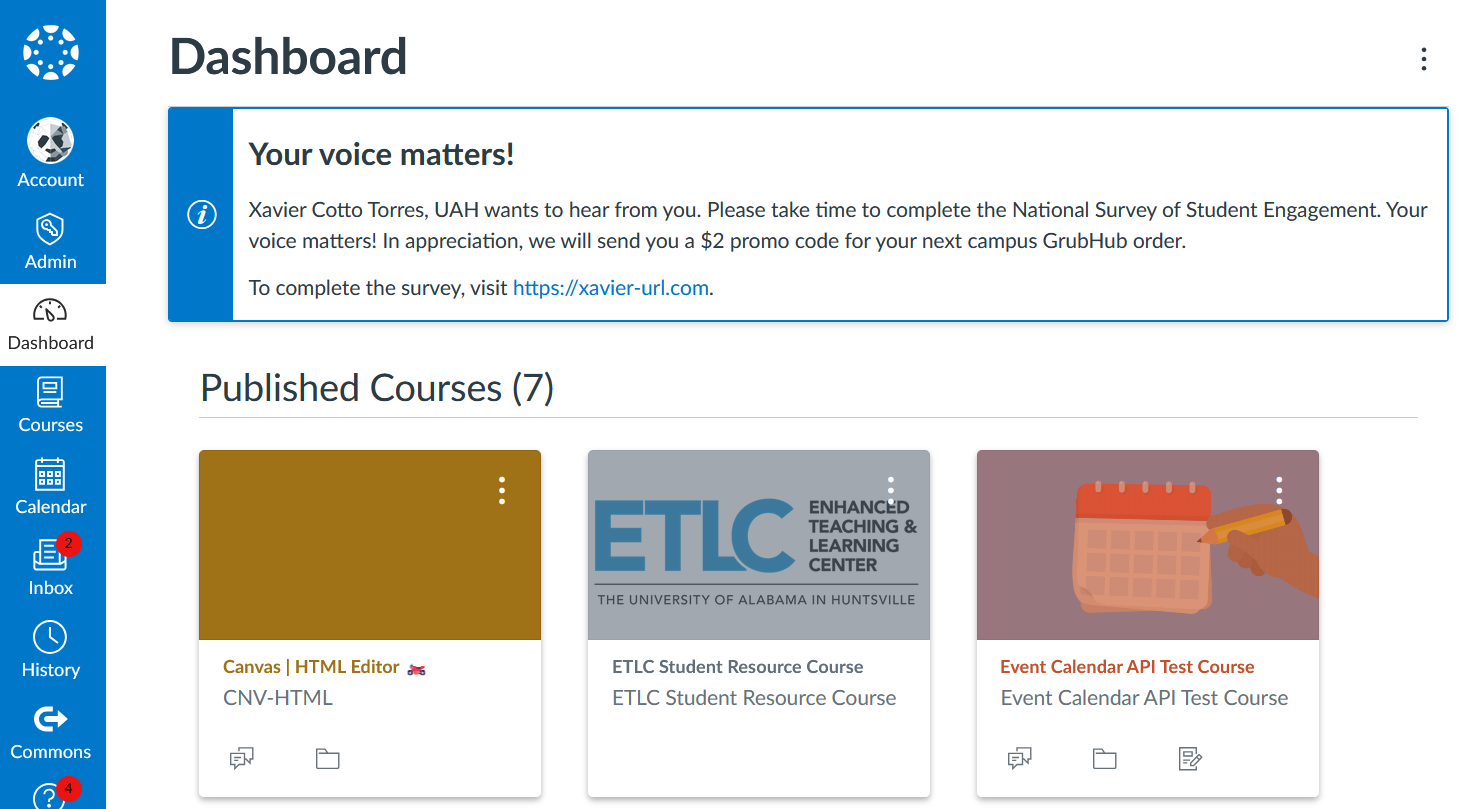 Account
Admin
Dashboard
Courses
Calendar
2
Inbox
History
Commons
4
?
Dashboard
i
Your voice matters!
Xavier Cotto Torres, UAH wants to hear from you. Please take time to complete the National Survey of Student Engagement. Your
voice matters! In appreciation, we will send you a $2 promo code for your next campus GrubHub order.
To complete the survey, visit https://xavier-url.com.
Published Courses (7)
Canvas | HTML Editor 🏍️
CNV-HTML
ETLC
ENHANCED
TEACHING &
LEARNING
CENTER
THE UNIVERSITY OF ALABAMA IN HUNTSVILLE
ETLC Student Resource Course
ETLC Student Resource Course
Event Calendar API Test Course
Event Calendar API Test Course